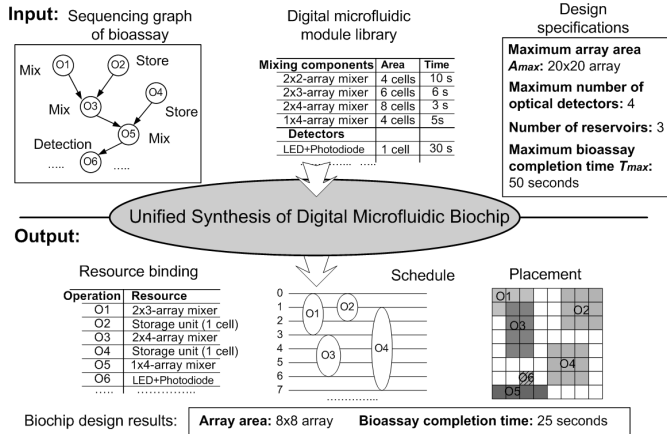 Input: Sequencing graph of bioassay
Mix
O1
O2
Store
Mix
O3
O4
Store
O5
Mix
Detection
O6
..... .....
Digital microfluidic module library
Mixing components Area Time
2x2-array mixer 4 cells 10 s
2x3-array mixer 6 cells 6 s
2x4-array mixer 8 cells 3 s
1x4-array mixer 4 cells 5s
Detectors
LED+Photodiode 1 cell 30 s
Design specifications
Maximum array area
Amax: 20x20 array
Maximum number of optical detectors: 4
Number of reservoirs: 3
Maximum bioassay completion time Tmax:
50 seconds
Unified Synthesis of Digital Microfluidic Biochip
Output:
Resource binding
Operation Resource
O1 2x3-array mixer
O2 Storage unit (1 cell)
O3 2x4-array mixer
O4 Storage unit (1 cell)
O5 1x4-array mixer
O6 LED+Photodiode
..... ...............
Schedule
0
1
2
3
4
5
6
7
O1
O2
O3
O4
...............
Placement
O1
O2
O3
O4
O6
O5
Biochip design results: Array area: 8x8 array Bioassay completion time: 25 seconds